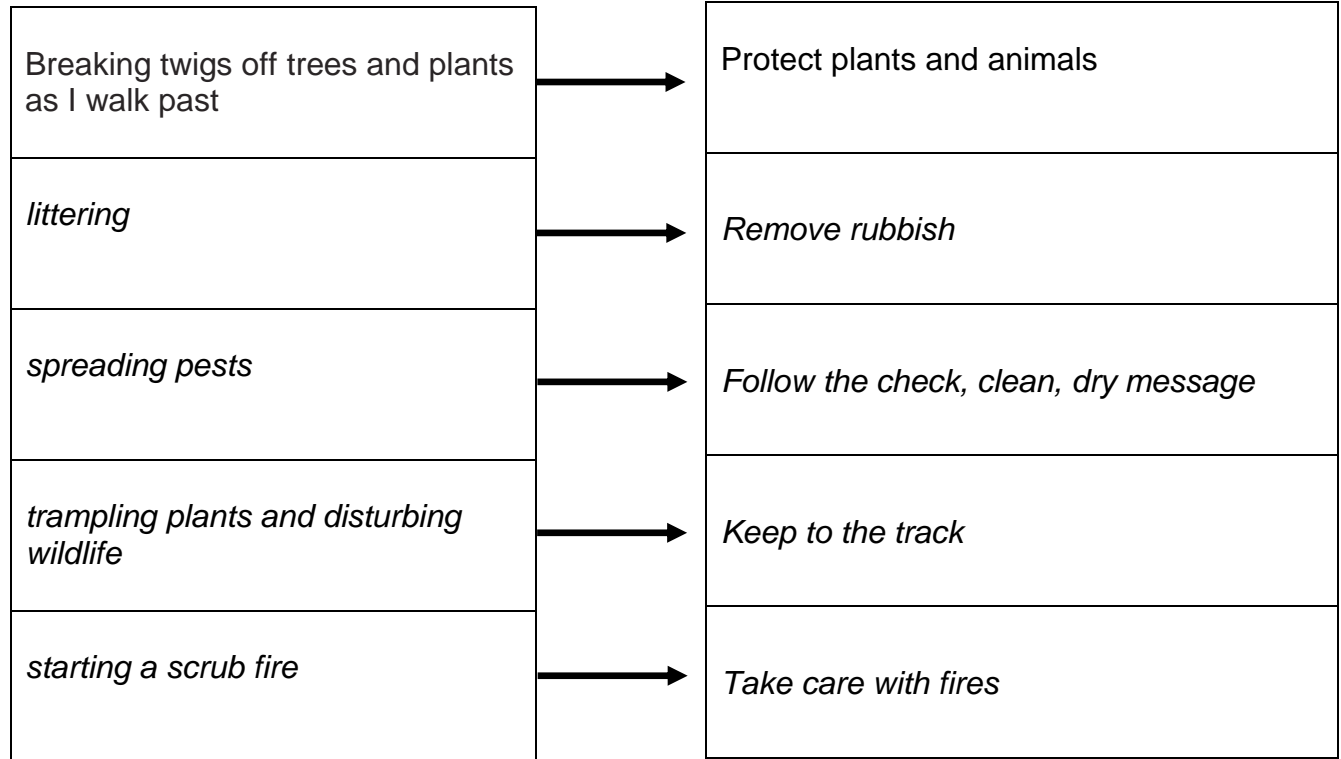 Breaking twigs off trees and plants
as I walk past
Protect plants and animals
littering
Remove rubbish
spreading pests
Follow the check, clean, dry message
trampling plants and disturbing
wildlife
Keep to the track
starting a scrub fire
Take care with fires